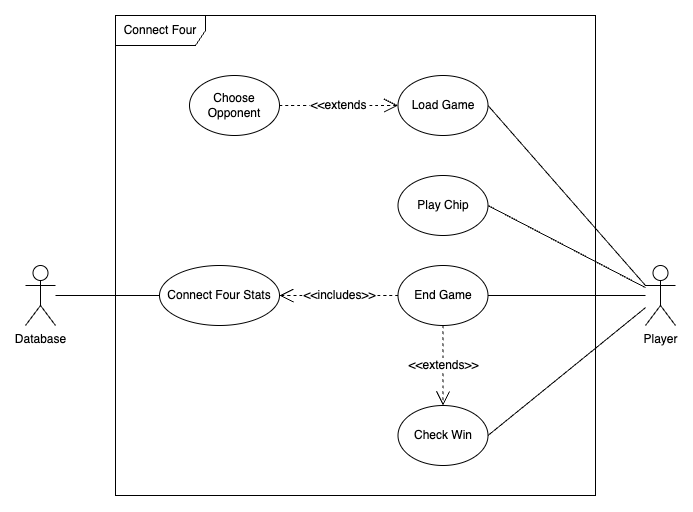 Connect Four
Choose
Opponent
<<extends
Load Game
Play Chip
Connect Four Stats
<<includes>>
End Game
Database
Player
<<extends>>
Check Win